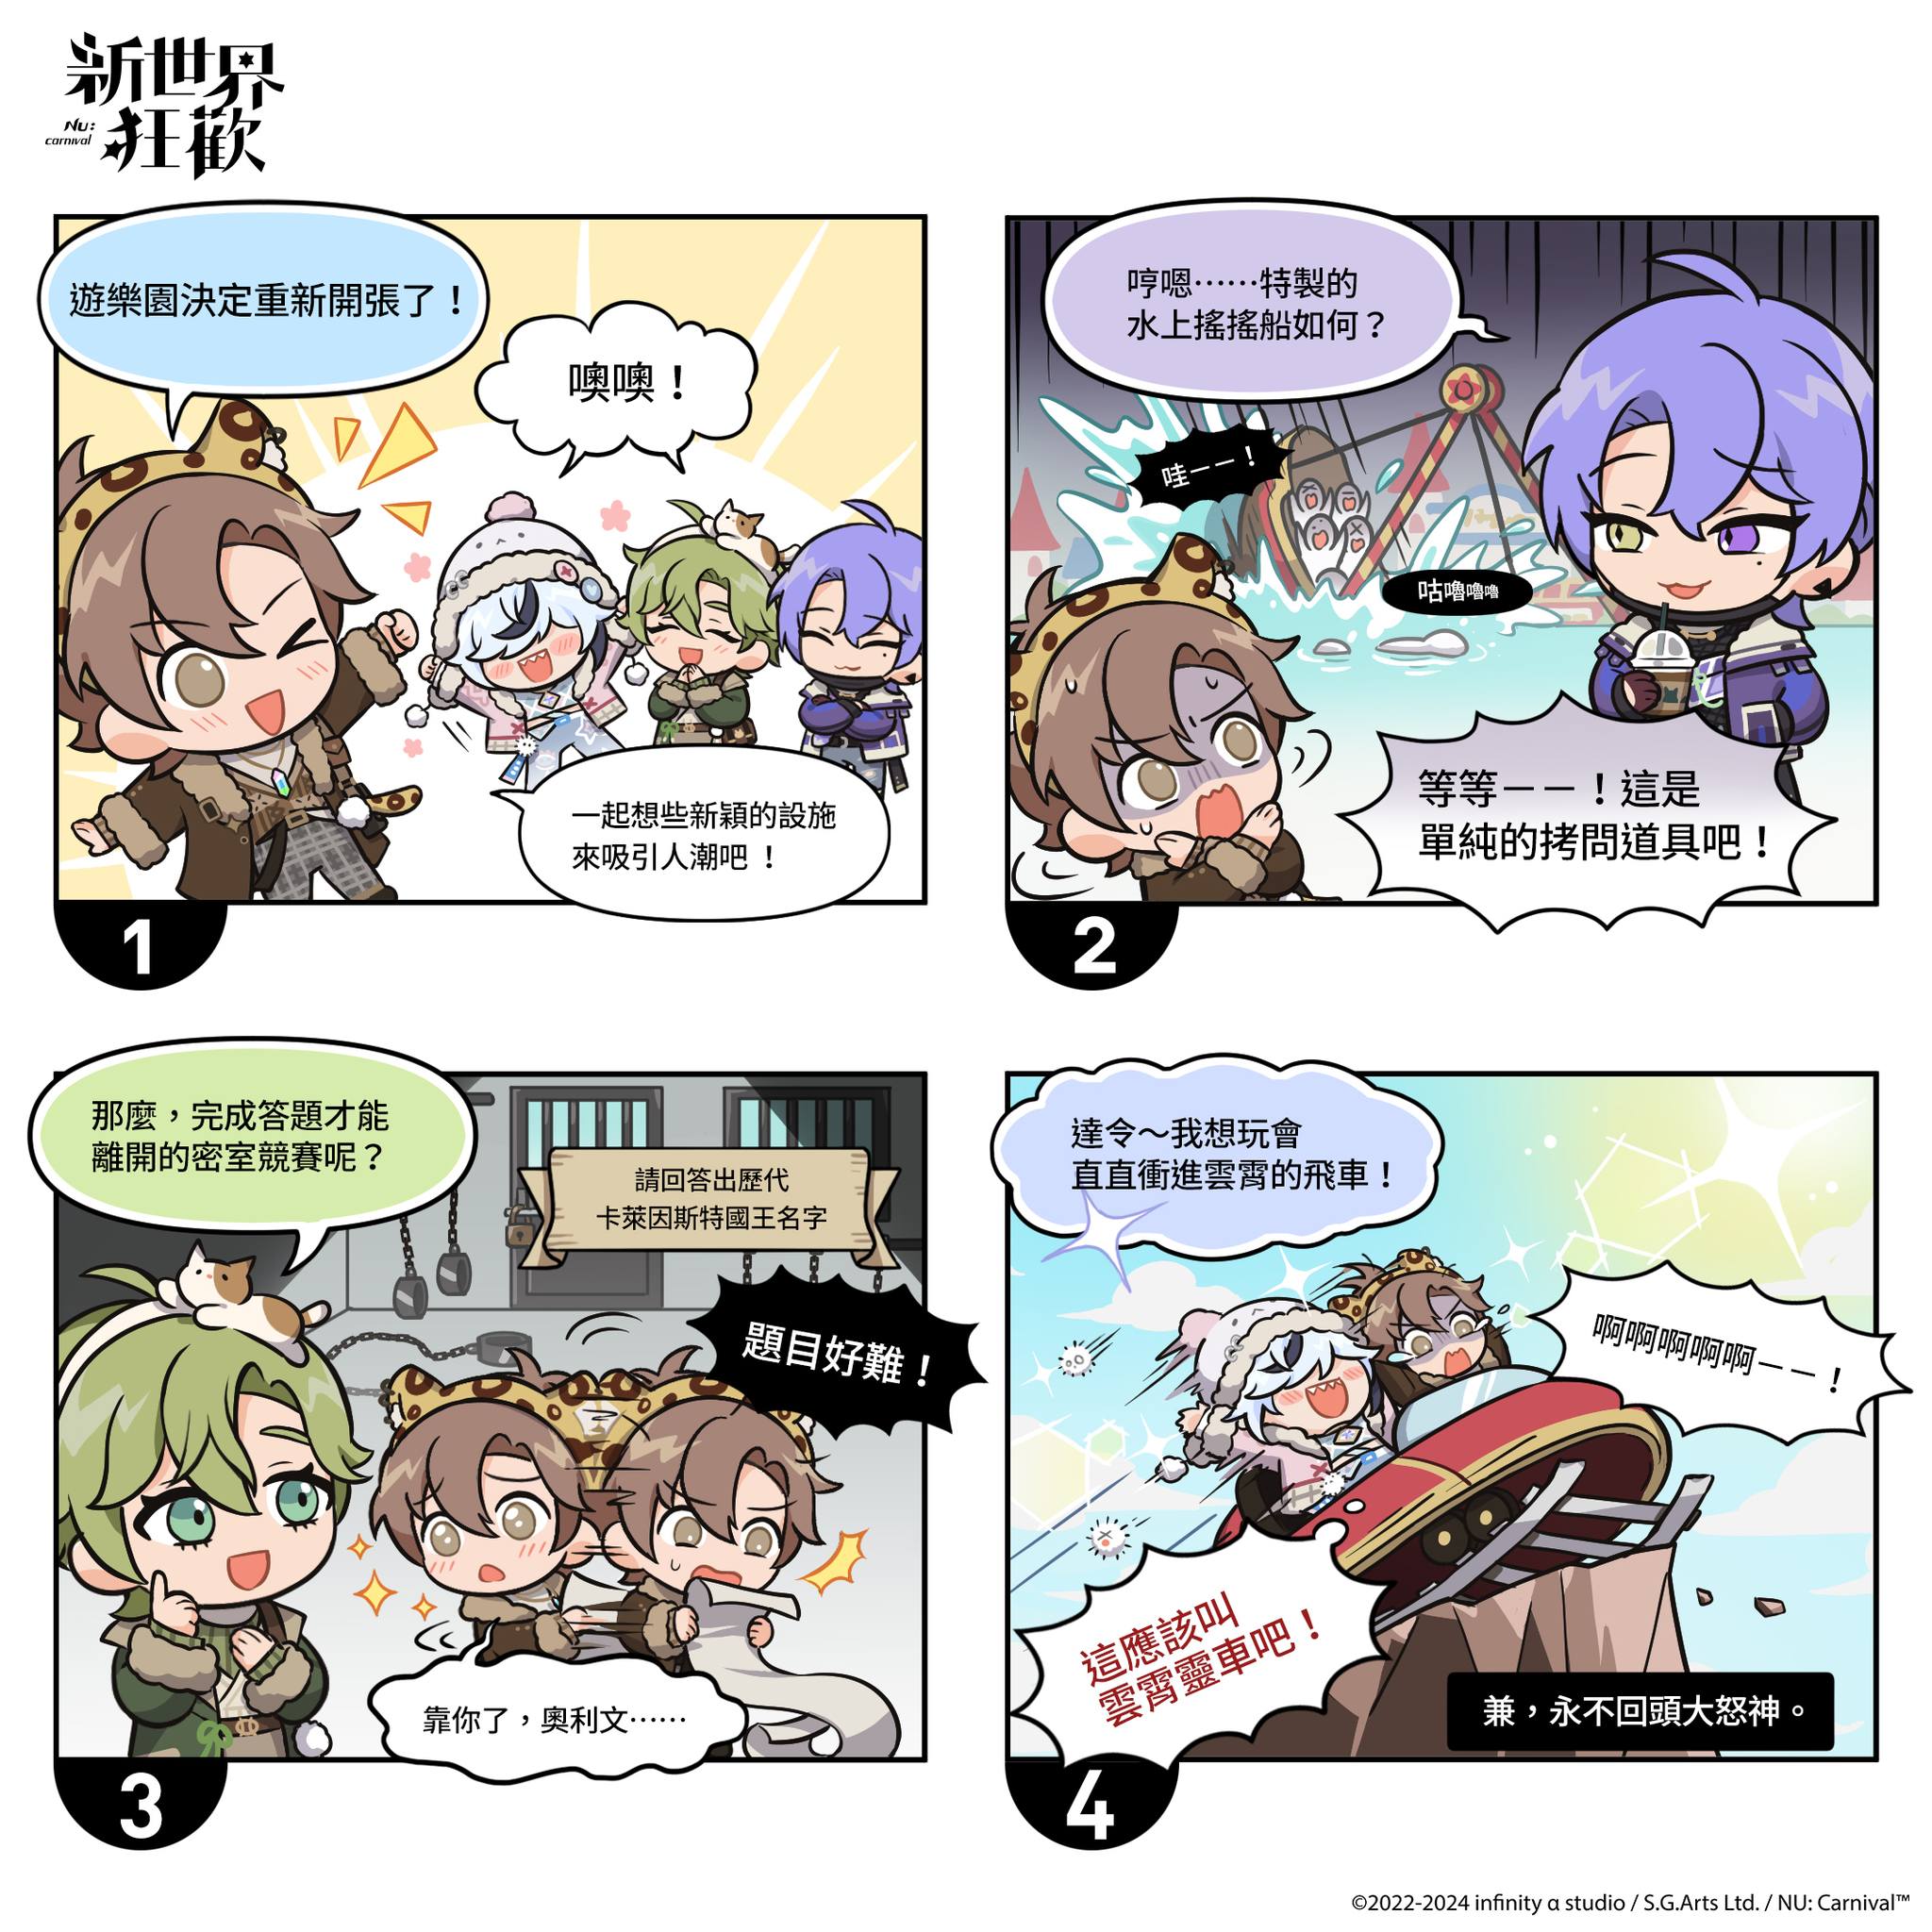 新世界
狂歡
NU:
carnival
遊樂園決定重新開張了！
噢噢！
一起想些新穎的設施
來吸引人潮吧！
1
哼嗯……特製的
水上搖搖船如何？
哇——！
咕嚕嚕嚕
等等——！這是
單純的拷問道具吧！
2
那麼，完成答題才能
離開的密室競賽呢？
請回答出歷代
卡萊因斯特國王名字
題目好難！
靠你了，奧利文……
3
達令～我想玩會
直直衝進雲霄的飛車！
啊啊啊啊啊——！
這應該叫
雲霄靈車吧！
兼，永不回頭大怒神。
4
©2022-2024 infinity α studio / S.G.Arts Ltd. / NU: Carnival™